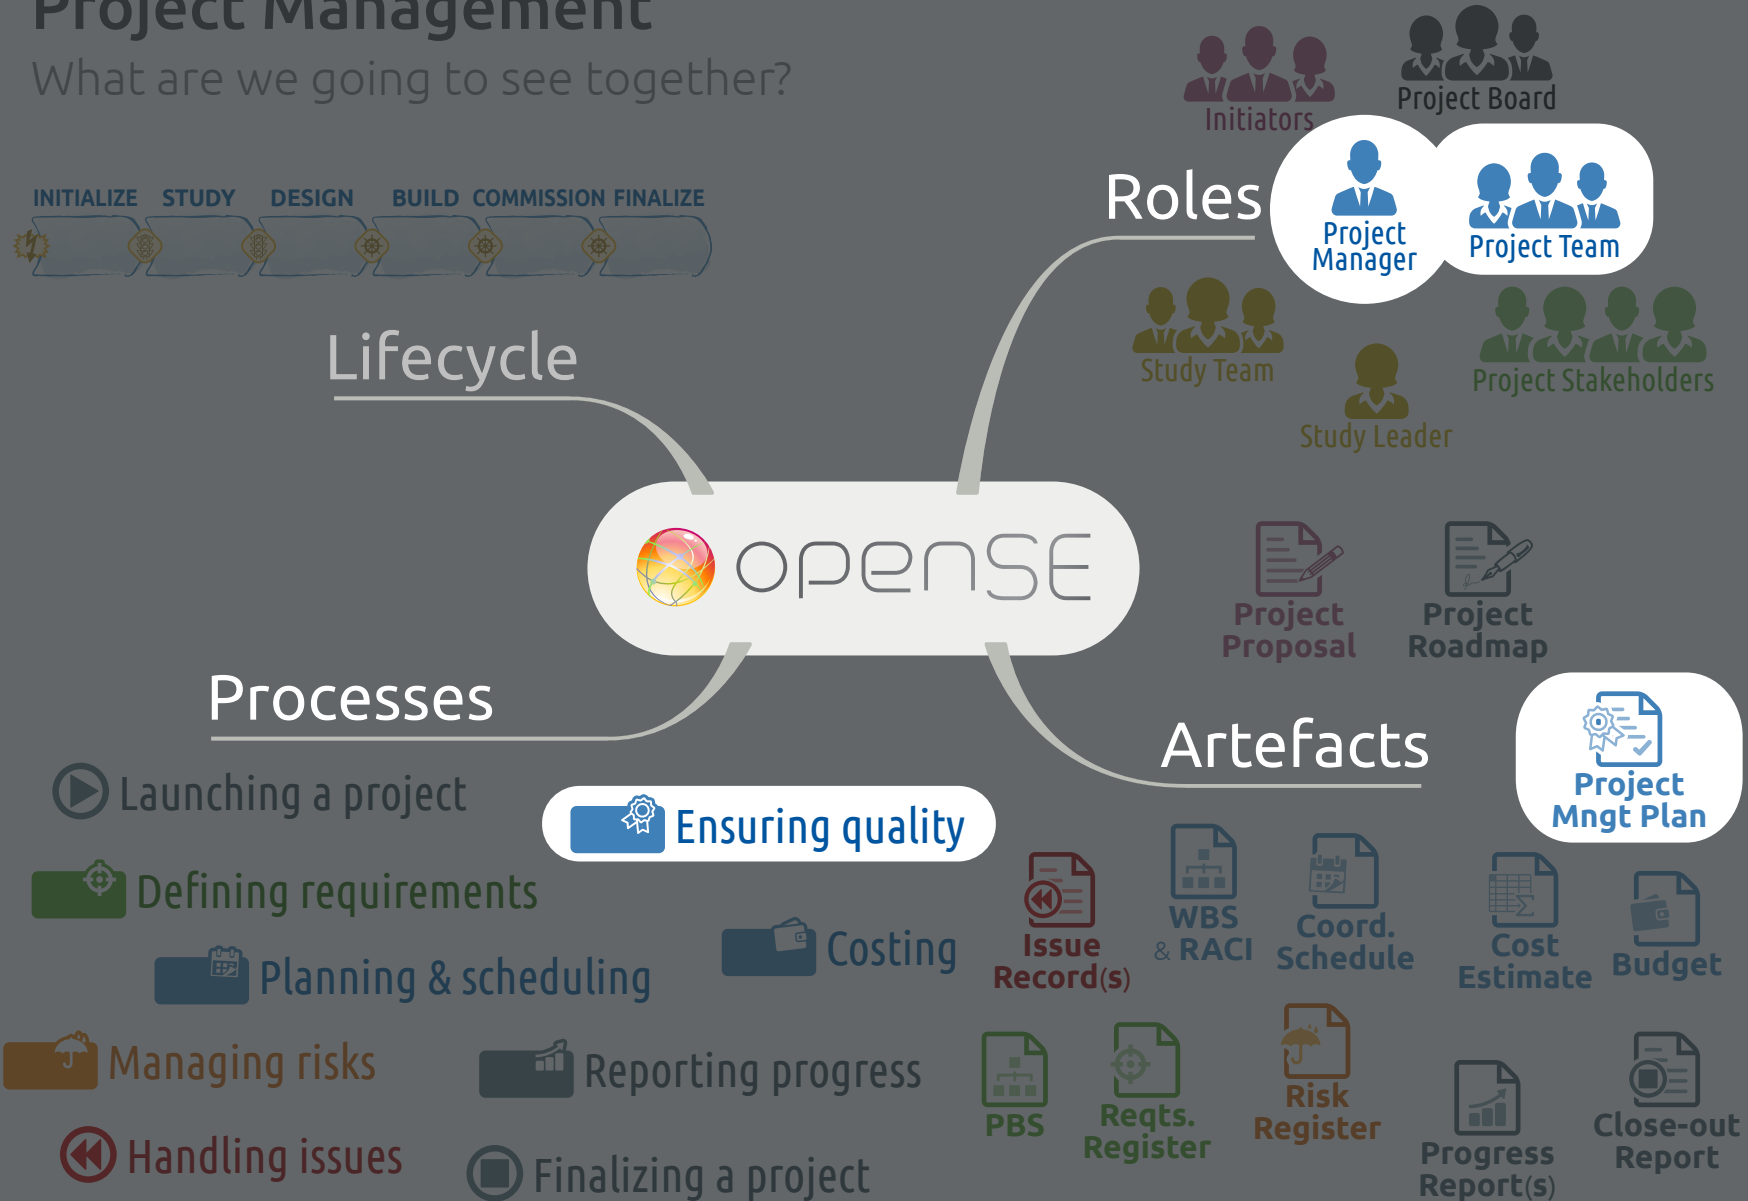 Project Management
What are we going to see together?
INITIALIZE STUDY DESIGN BUILD COMMISSION FINALIZE
Lifecycle
Roles
Initiators
Project Board
Project
Manager
Project Team
Study Team
Study Leader
Project Stakeholders
openSE
Processes
Launching a project
Ensuring quality
Defining requirements
Planning & scheduling
Costing
Managing risks
Reporting progress
Handling issues
Finalizing a project
Artefacts
Project
Proposal
Project
Roadmap
Project
Mngt Plan
Issue
Record(s)
WBS
& RACI
Coord.
Schedule
Cost
Estimate
Budget
PBS
Reqts.
Register
Risk
Register
Progress
Report(s)
Close-out
Report